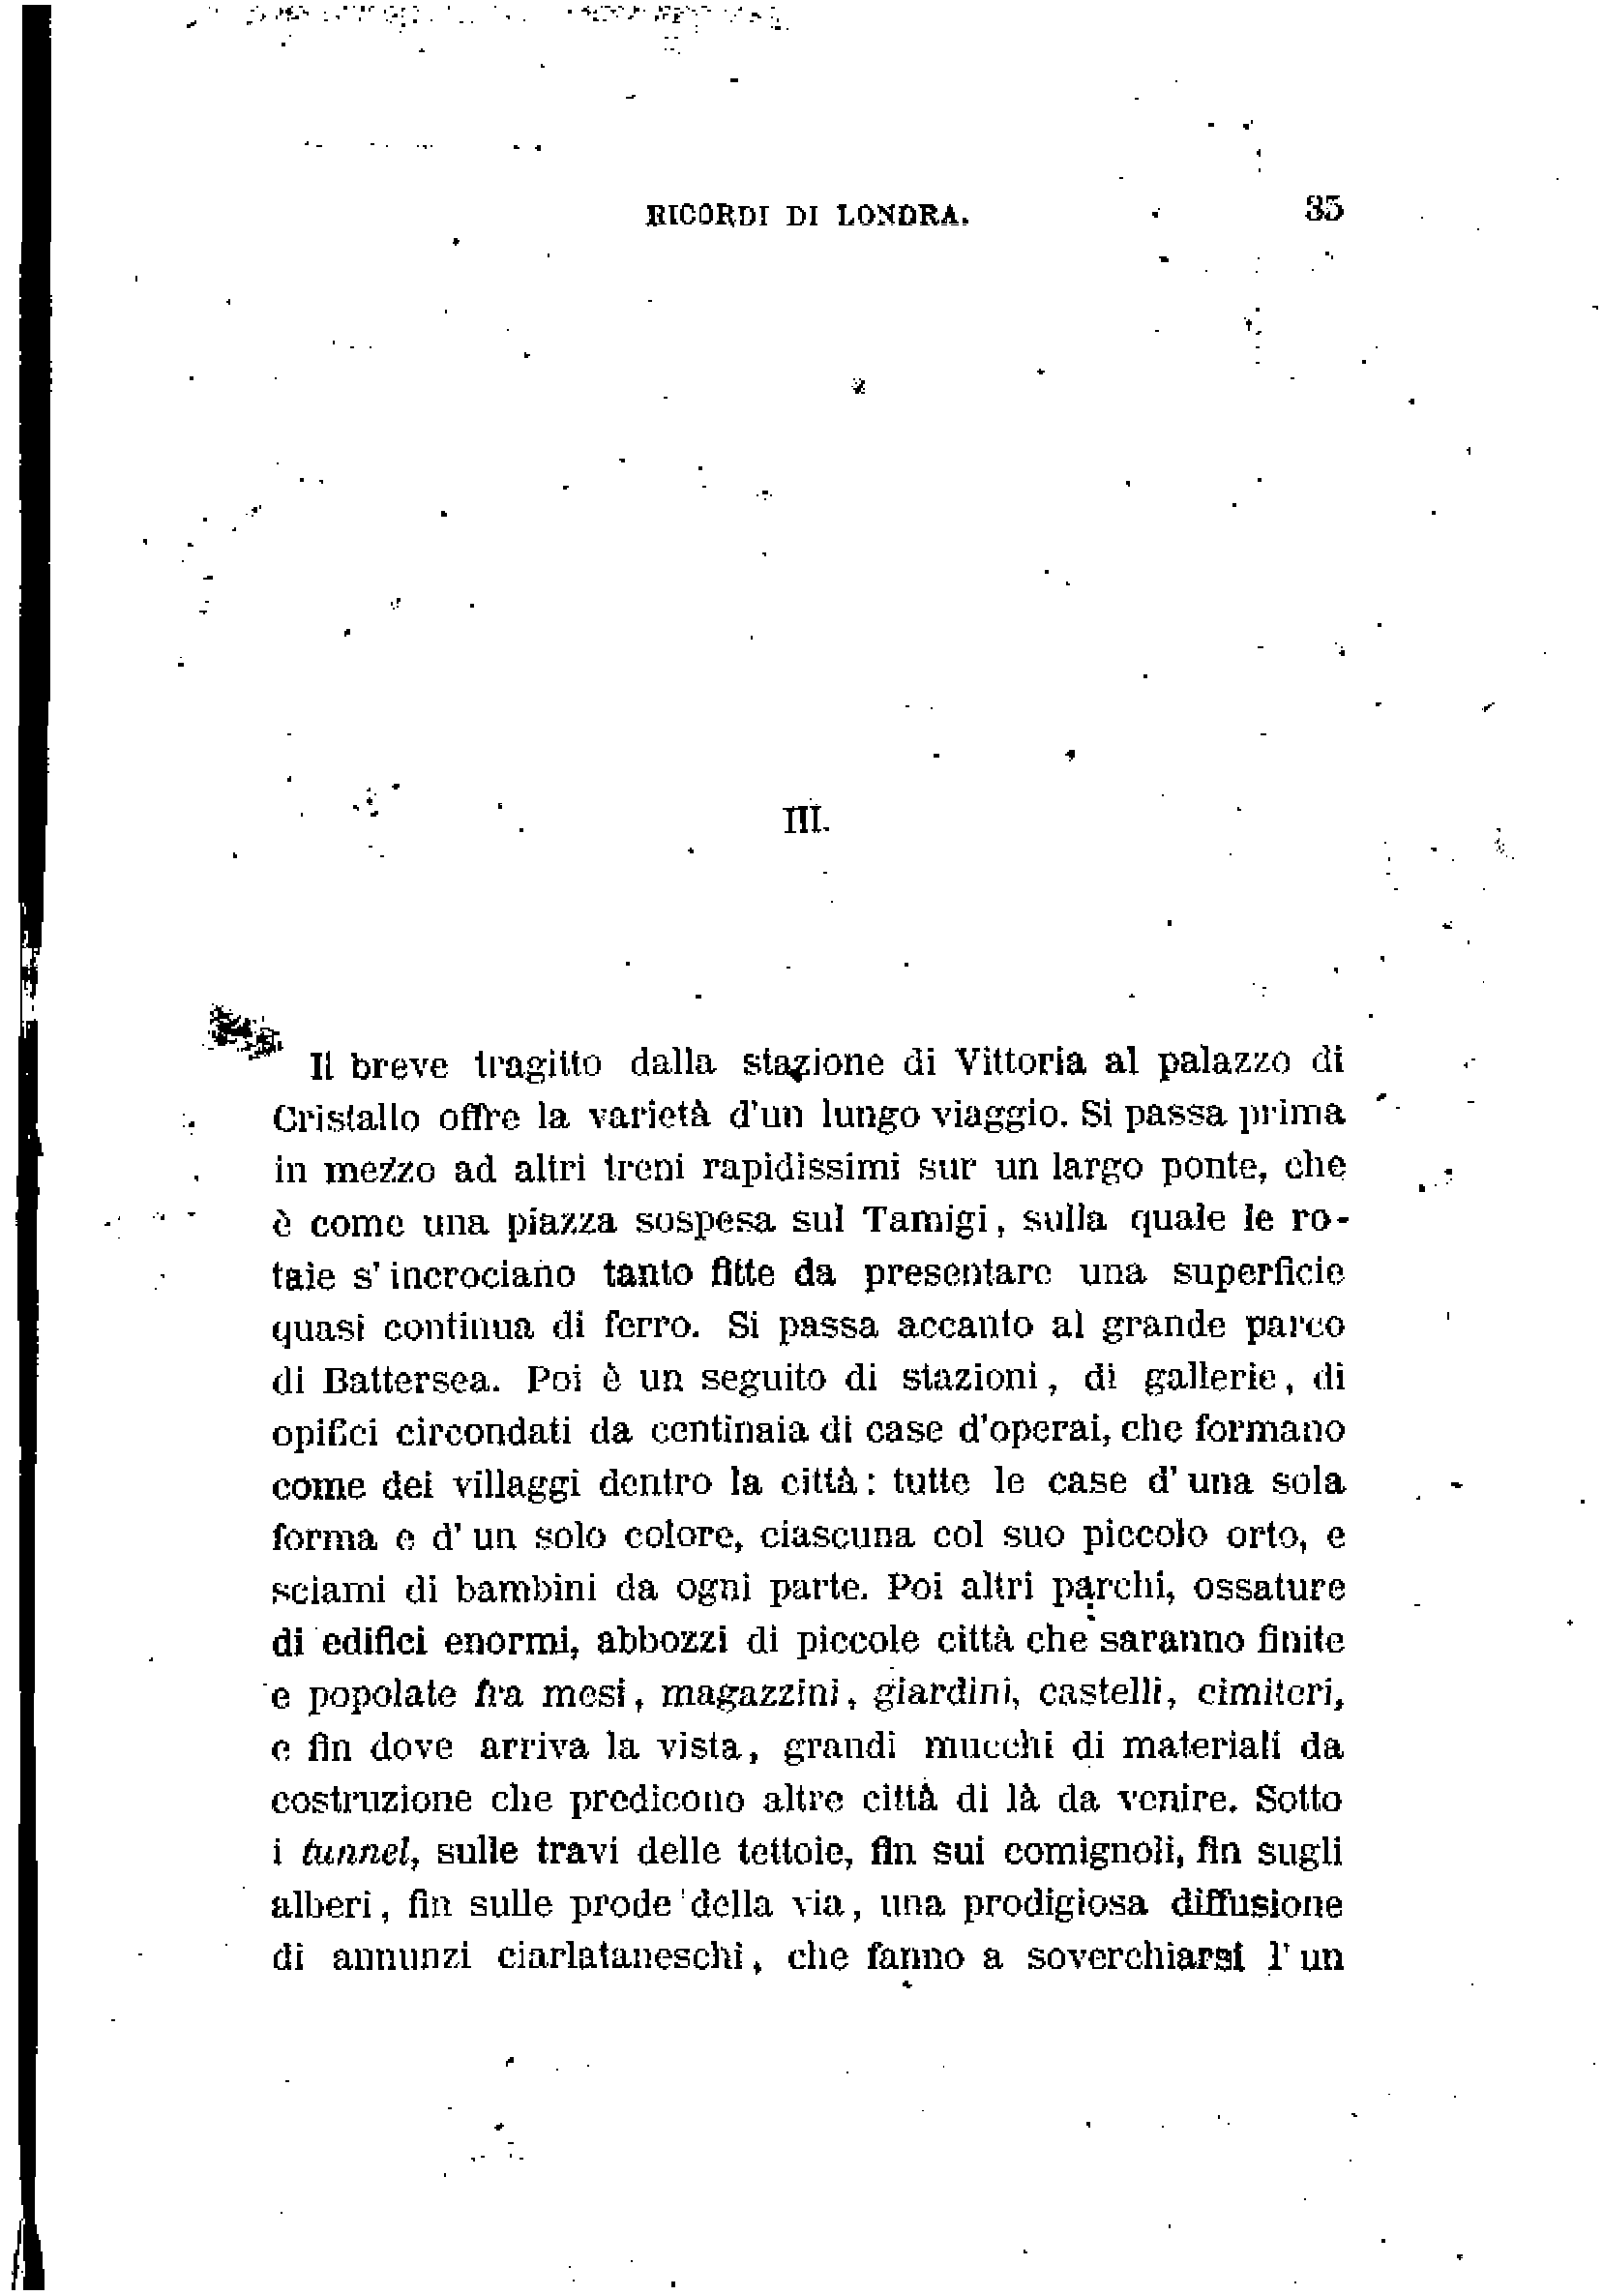 RICORDI DI LONDRA. 35
III.
Il breve tragitto dalla stazione di Vittoria al palazzo di
Cristallo offre la varietà d'un lungo viaggio. Si passa prima
in mezzo ad altri treni rapidissimi sur un largo ponte, che
è come una piazza sospesa sul Tamigi, sulla quale le ro-
taie s'incrociano tanto fitte da presentare una superficie
quasi continua di ferro. Si passa accanto al grande parco
di Battersea. Poi è un seguito di stazioni, di gallerie, di
opifici circondati da centinaia di case d'operai, che formano
come dei villaggi dentro la città: tutte le case d'una sola
forma e d'un solo colore, ciascuna col suo piccolo orto, e
sciami di bambini da ogni parte. Poi altri parchi, ossature
di edifici enormi, abbozzi di piccole città che saranno finite
e popolate fra mesi, magazzini, giardini, castelli, cimiteri,
e fin dove arriva la vista, grandi mucchi di materiali da
costruzione che predicono altre città di là da venire. Sotto
i tunnel, sulle travi delle tettoie, fin sui comignoli, fin sugli
alberi, fin sulle prode della via, una prodigiosa diffusione
di annunzi ciarlataneschi, che fanno a soverchiarsi l'un